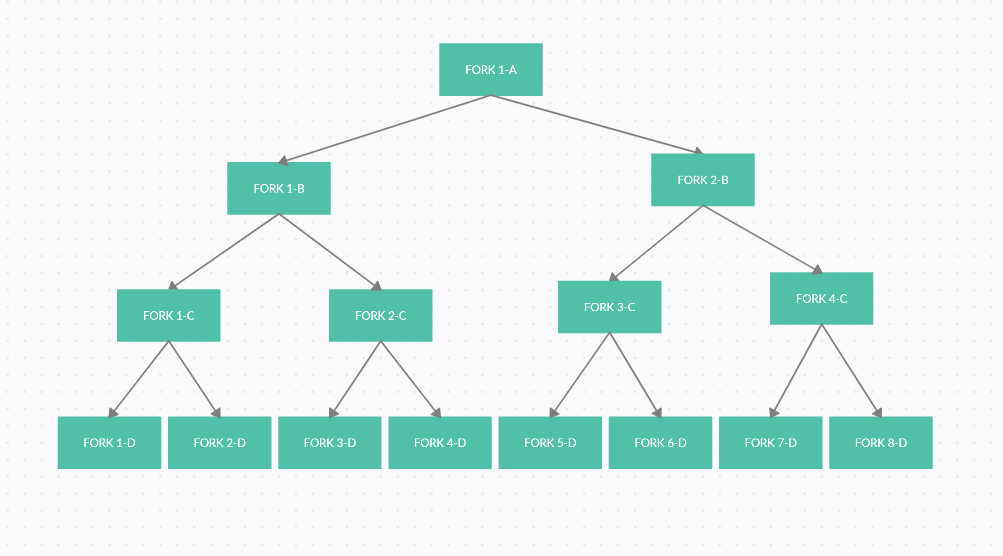 FORK 1-A
FORK 1-B
FORK 2-B
FORK 1-C
FORK 2-C
FORK 3-C
FORK 4-C
FORK 1-D
FORK 2-D
FORK 3-D
FORK 4-D
FORK 5-D
FORK 6-D
FORK 7-D
FORK 8-D